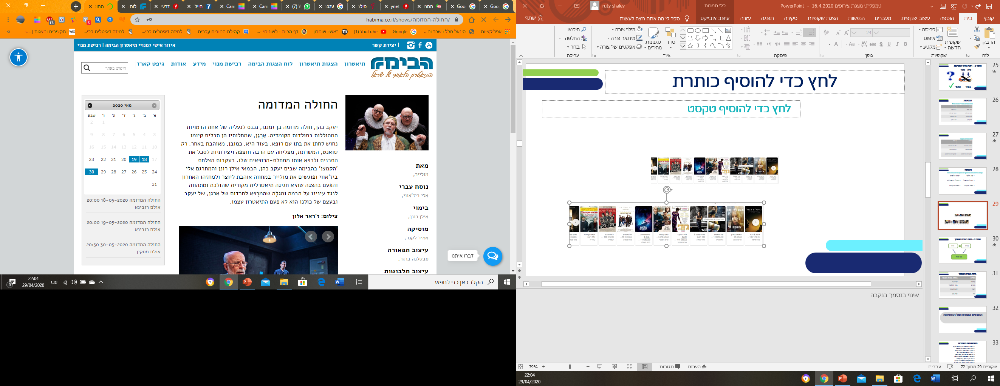 החולה
לוח
דרעי
חיילי
Cam
Cam
(7) V
עגבנ
מילו
ynet
המה
Goo
Goo
habima.co.il/shows/החולה-המדומה/
אפליקציות
סינאל מלל : שכר ומ...
Google
(1) YouTube
ראשי: שומרון
דף הבית - לשונימי -...
קהילת המורים עברית
למידה דיגיטלית בבי...
למידה דיגיטלית בבי...
תקצירים ומצגות | s...
| יצירת קשר
איזור אישי למנויי תיאטרון הבימה | רכישת מנוי
הבימה
התיאטרון הלאומי של ישראל
תיאטרון הצגות תיאטרון לוח הצגות הבימה רכישת מנוי מידע אודות גיפט קארד
חיפוש באתר
החולה המדומה
יעקב כהן, חולה מדומה בן זמננו, נכנס לנעליה של אחת הדמויות
המהוללות בתולדות הקומדיה. אַרְגַן, שמחלותיו הן תכלית קיומו
נחוש לחתן את בתו עם רופא, בעוד היא, כמובן, מאוהבת באחר. רק
טואנט, המשרתת, מצליחה עם הרבה חוצפה ויצירתיות לסכל את
התכנית ולרפא אותו ממחלת-הרופאים שלו. בעקבות הצלחת
'הקמצן' בהבימה שבים יעקב כהן, הבמאי אילן רונן והמתרגם אלי
ביז'אווי ופוגשים את מולייר במחווה אוהבת ליוצר ולמחזהו האחרון
והפעם בהצגה שהיא חגיגה תיאטרלית מקורית שהולכת ומתהווה
לנגד עינינו על הבמה ומגלָה שהמרְפּא לחרדות של ארגן, של יעקב
ובעצם של כולנו הוא לא פעם התיאטרון עצמו.
צילום: ז'ראר אלון
מאת
מולייר,
נוסח עברי
אלי ביז'אווי,
בימוי
אילן רונן,
מוסיקה
אמיר לקנר,
עיצוב תפאורה
סבטלנה ברגר,
עיצוב תלבושות
מאי 2020
א' ב' ג' ד' ה' ו' שבת
1 2
3 4 5 6 7 8 9
10 11 12 13 14 15 16
17 18 19 20 21 22 23
24 25 26 27 28 29 30
31
החולה המדומה 18-05-2020 20:00
אולם רובינא
החולה המדומה 19-05-2020 20:00
אולם רובינא
החולה המדומה 30-05-2020 20:30
אולם מסקין
דברו איתנו
הקלד כאן כדי לחפש
עבר
22:04
29/04/2020
טמפלייט מצגת צירופים 16.4.2020 - PowerPoint
כלי תמונות
ruty shalev
קובץ בית הוספה עיצוב שקופית מעברים הנפשות הצגת שקופיות סקירה תצוגה עזרה עיצוב אובייקט
ספר לי מה אתה רוצה לעשות
שתף
הדבק
לוח
שקופית
חדשה
פריסה
איפוס
מקטע
שקופיות
24
גופן
פיסקה
סדר
סגנונות
מהירים
מילוי צורה
מיתאר צורה
אפקטים של צורה
ציור
חיפוש
החלפה
בחר
עריכה
לחץ כדי להוסיף כותרת
לחץ כדי להוסיף טקסט
THE WOMAN
IN THE
WINDOW
25
26
27
28
29
30
31
32
המבנים השונים של הסמיכות
33
שינוי בנסמך בנקבה
שקופית 29 מתוך 72
עברית
הערות
תגובות
79%
22:04
29/04/2020